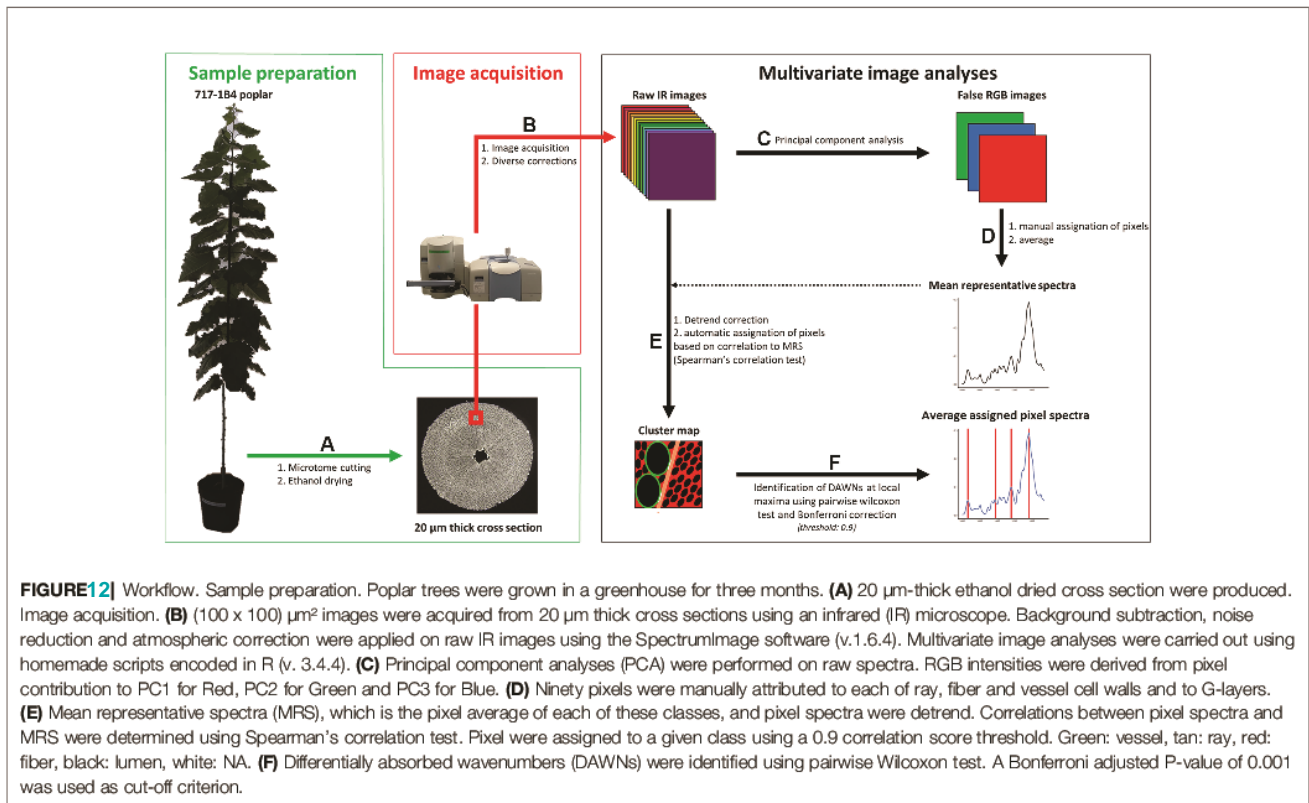 Sample preparation
717-1B4 poplar
A
1. Microtome cutting
2. Ethanol drying
20 µm thick cross section
Image acquisition
B
1. Image acquisition
2. Diverse corrections
Multivariate image analyses
Raw IR images
C Principal component analysis
False RGB images
D
1. manual assignation of pixels
2. average
Mean representative spectra
E
1. Detrend correction
2. automatic assignation of pixels
based on correlation to MRS
(Spearman's correlation test)
Cluster map
F
Identification of DAWNs at local
maxima using pairwise wilcoxon
test and Bonferroni correction
(threshold: 0.9)
Average assigned pixel spectra
FIGURE12| Workflow. Sample preparation. Poplar trees were grown in a greenhouse for three months. (A) 20 µm-thick ethanol dried cross section were produced.
Image acquisition. (B) (100 x 100) µm² images were acquired from 20 µm thick cross sections using an infrared (IR) microscope. Background subtraction, noise
reduction and atmospheric correction were applied on raw IR images using the SpectrumImage software (v.1.6.4). Multivariate image analyses were carried out using
homemade scripts encoded in R (v. 3.4.4). (C) Principal component analyses (PCA) were performed on raw spectra. RGB intensities were derived from pixel
contribution to PC1 for Red, PC2 for Green and PC3 for Blue. (D) Ninety pixels were manually attributed to each of ray, fiber and vessel cell walls and to G-layers.
(E) Mean representative spectra (MRS), which is the pixel average of each of these classes, and pixel spectra were detrend. Correlations between pixel spectra and
MRS were determined using Spearman's correlation test. Pixel were assigned to a given class using a 0.9 correlation score threshold. Green: vessel, tan: ray, red:
fiber, black: lumen, white: NA. (F) Differentially absorbed wavenumbers (DAWNs) were identified using pairwise Wilcoxon test. A Bonferroni adjusted P-value of 0.001
was used as cut-off criterion.